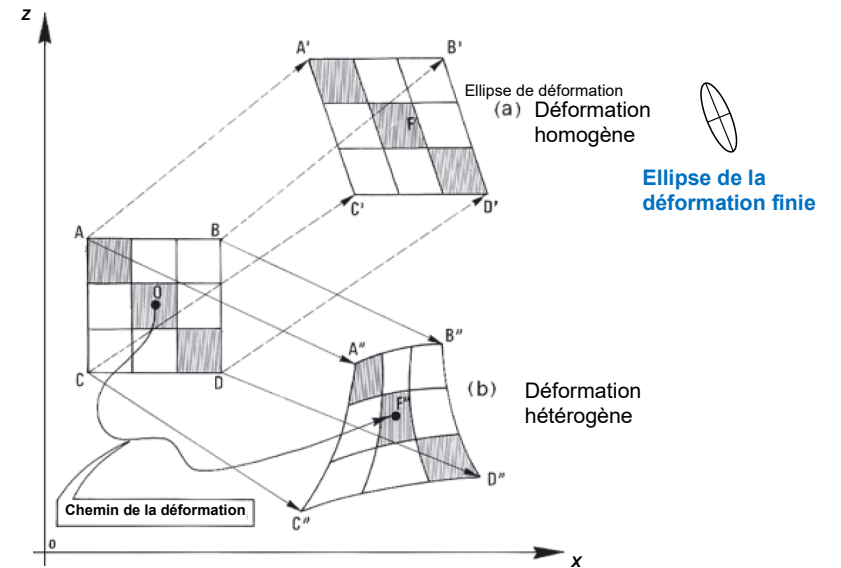 Z
A'
B'
Ellipse de déformation
(a) Déformation
homogène
F'
Ellipse de la
déformation finie
C'
D'
A
B
O
A"
B"
C
D
(b) Déformation
hétérogène
F"
D"
Chemin de la déformation
C"
0
X